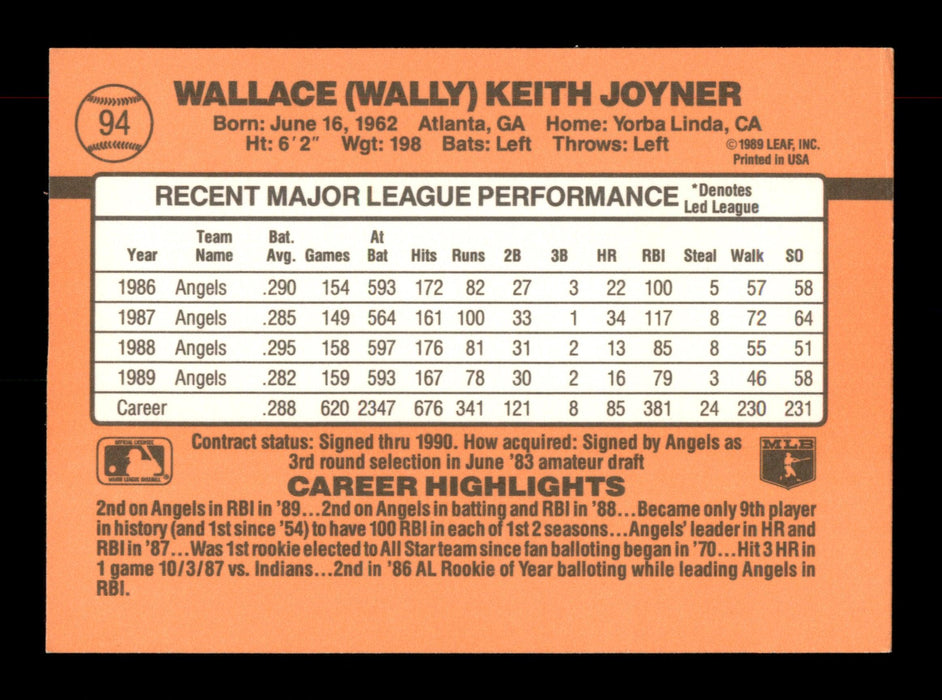 94
WALLACE (WALLY) KEITH JOYNER
Born: June 16, 1962 Atlanta, GA Home: Yorba Linda, CA
Ht: 6' 2" Wgt: 198 Bats: Left Throws: Left
©1989 LEAF, INC.
Printed in USA
RECENT MAJOR LEAGUE PERFORMANCE *Denotes
Led League
Year Team Name Bat. Avg. Games At Bat Hits Runs 2B 3B HR RBI Steal Walk SO
1986 Angels .290 154 593 172 82 27 3 22 100 5 57 58
1987 Angels .285 149 564 161 100 33 1 34 117 8 72 64
1988 Angels .295 158 597 176 81 31 2 13 85 8 55 51
1989 Angels .282 159 593 167 78 30 2 16 79 3 46 58
Career .288 620 2347 676 341 121 8 85 381 24 230 231
OFFICIAL LICENSEE
MAJOR LEAGUE BASEBALL
Contract status: Signed thru 1990. How acquired: Signed by Angels as
3rd round selection in June '83 amateur draft
MLB
CAREER HIGHLIGHTS
2nd on Angels in RBI in '89...2nd on Angels in batting and RBI in '88...Became only 9th player
in history (and 1st since '54) to have 100 RBI in each of 1st 2 seasons...Angels' leader in HR and
RBI in '87...Was 1st rookie elected to All Star team since fan balloting began in '70...Hit 3 HR in
1 game 10/3/87 vs. Indians...2nd in '86 AL Rookie of Year balloting while leading Angels in
RBI.